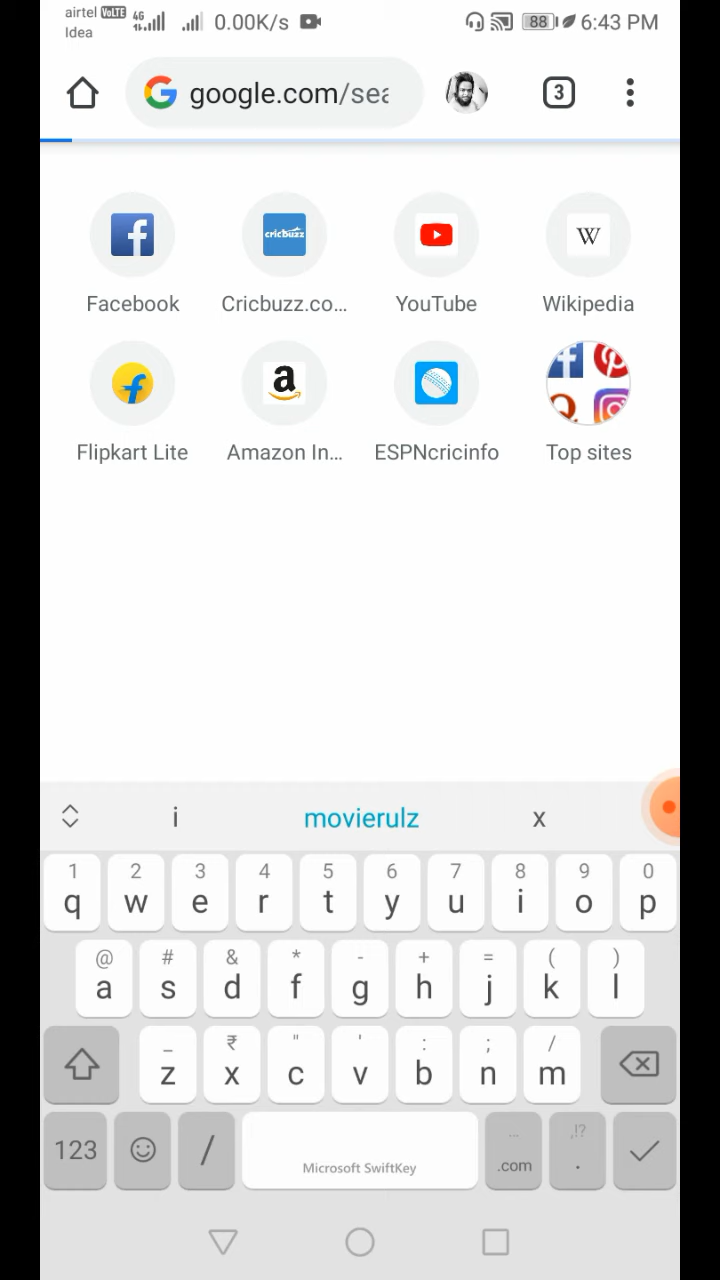 airtel VoLTE 4G 0.00K/s 88 6:43 PM
Idea
google.com/sea 3
cricbuzz W
Facebook Cricbuzz.co... YouTube Wikipedia
a
Flipkart Lite Amazon In... ESPNcricinfo Top sites
i movierulz x
1 2 3 4 5 6 7 8 9 0
q w e r t y u i o p
@ # & * - + = ( )
a s d f g h j k l
_ ₹ " ' : ; /
z x c v b n m
... ,!?
123 / Microsoft SwiftKey .com .